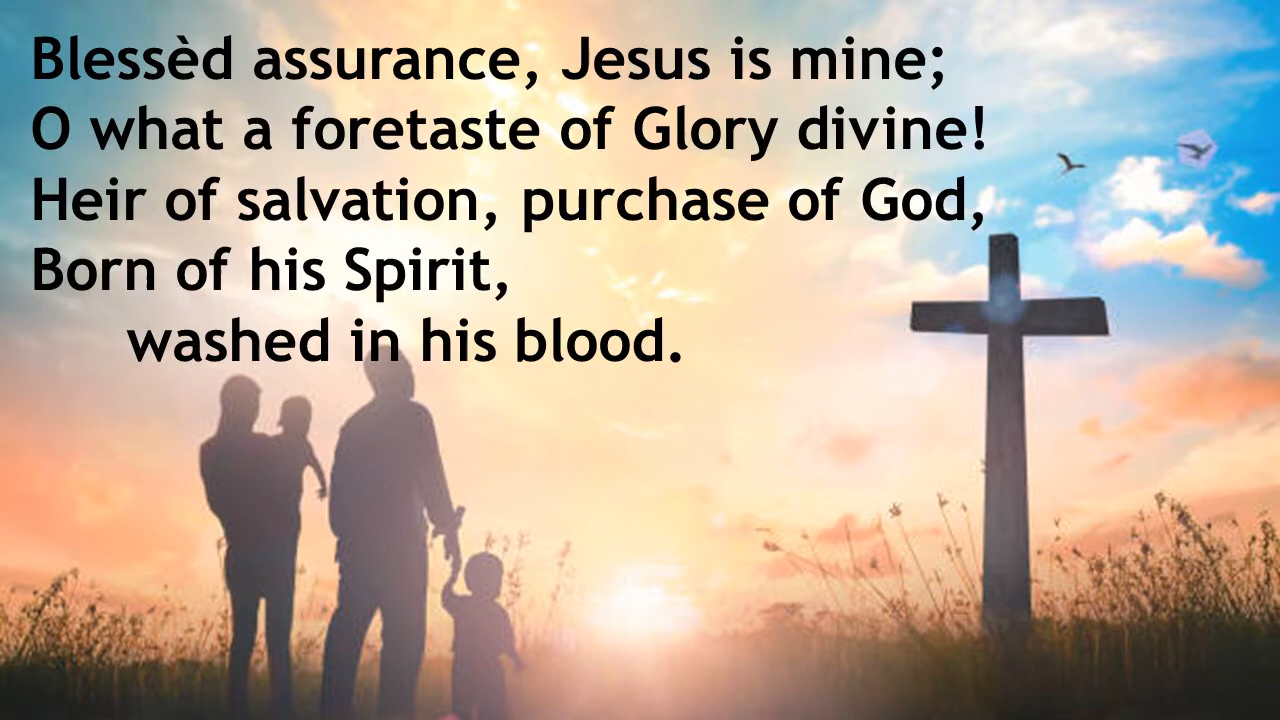 Blessèd assurance, Jesus is mine;
O what a foretaste of Glory divine!
Heir of salvation, purchase of God,
Born of his Spirit,
washed in his blood.